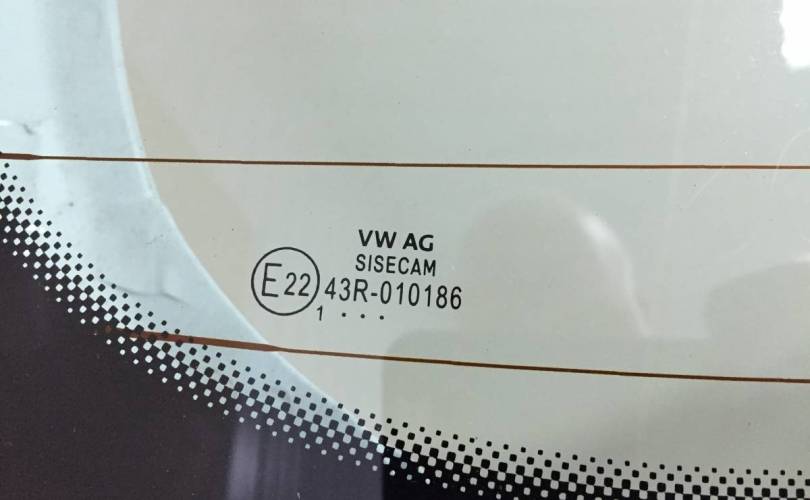 VW AG
SISECAM
E22 43R-010186
1 . . .